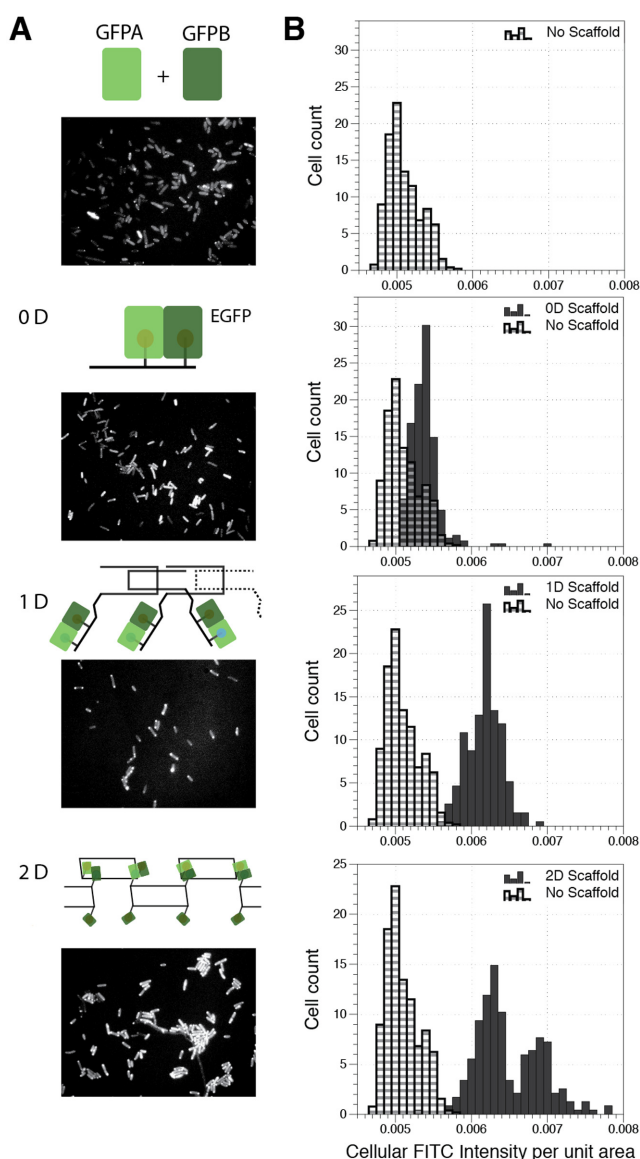 A
B
GFPA
GFPB
+
No Scaffold
Cell count
30
25
20
15
10
5
0
0.005
0.006
0.007
0.008
0 D
EGFP
0D Scaffold
No Scaffold
Cell count
30
25
20
15
10
5
0
0.005
0.006
0.007
0.008
1 D
1D Scaffold
No Scaffold
Cell count
25
20
15
10
5
0
0.005
0.006
0.007
0.008
2 D
2D Scaffold
No Scaffold
Cell count
25
20
15
10
5
0
0.005
0.006
0.007
0.008
Cellular FITC Intensity per unit area